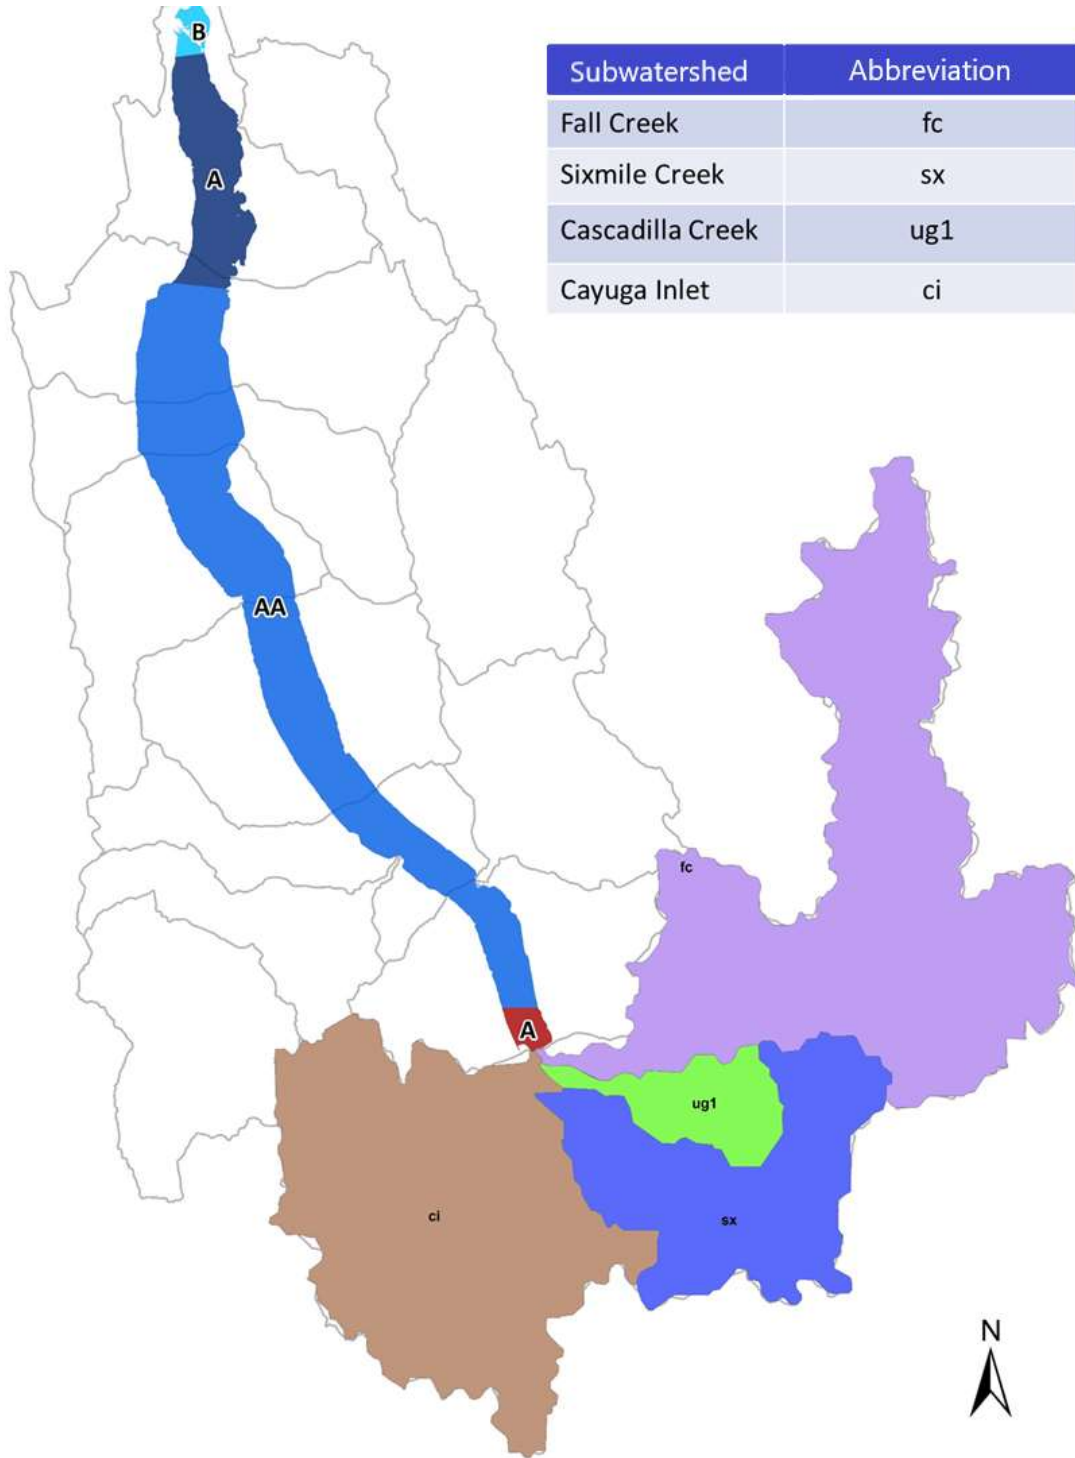 B
Subwatershed Abbreviation
Fall Creek fc
A
Sixmile Creek sx
Cascadilla Creek ug1
Cayuga Inlet ci
AA
fc
A
ug1
ci
sx
N